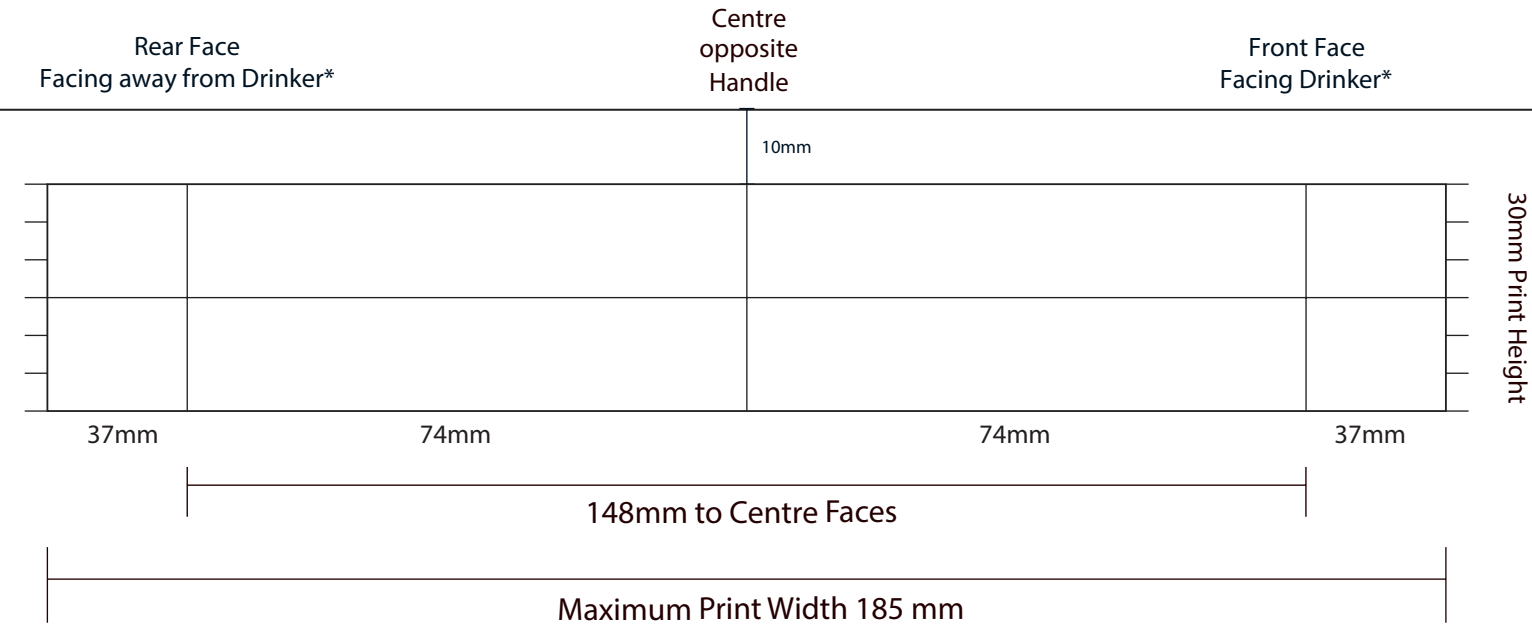 Rear Face
Facing away from Drinker*
Centre
opposite
Handle
Front Face
Facing Drinker*
10mm
30mm Print Height
37mm
74mm
74mm
37mm
148mm to Centre Faces
Maximum Print Width 185 mm